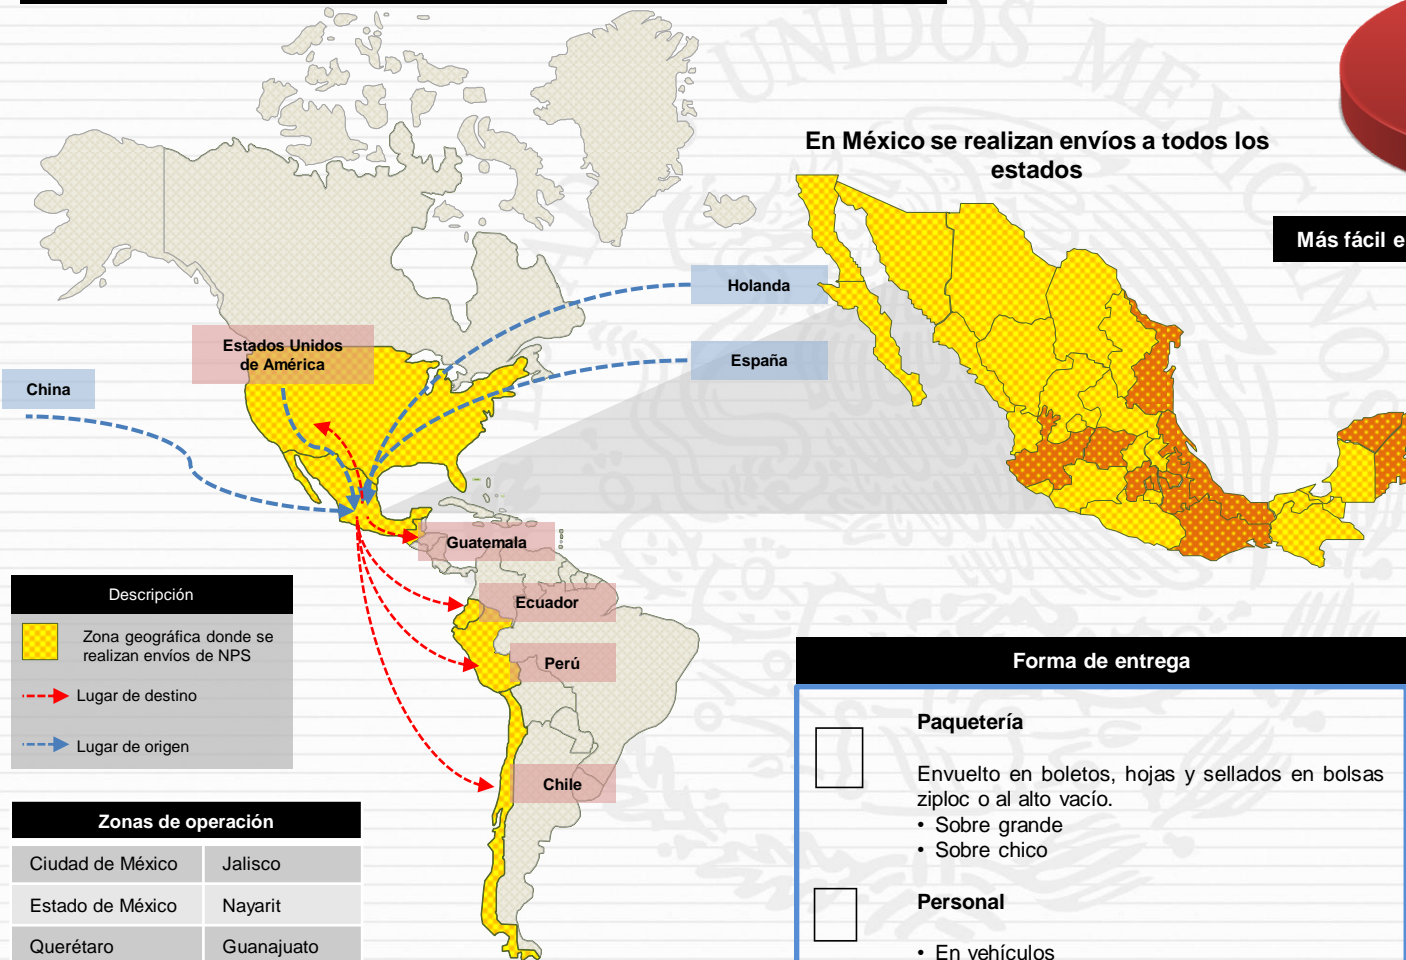 UNIDOS MEXICANOS
En México se realizan envíos a todos los
estados
Más fácil e
Holanda
España
Estados Unidos
de América
China
Guatemala
Ecuador
Perú
Chile
Descripción
Zona geográfica donde se
realizan envíos de NPS
Lugar de destino
Lugar de origen
Zonas de operación
Ciudad de México Jalisco
Estado de México Nayarit
Querétaro Guanajuato
Forma de entrega
Paquetería
Envuelto en boletos, hojas y sellados en bolsas
ziploc o al alto vacío.
• Sobre grande
• Sobre chico
Personal
• En vehículos